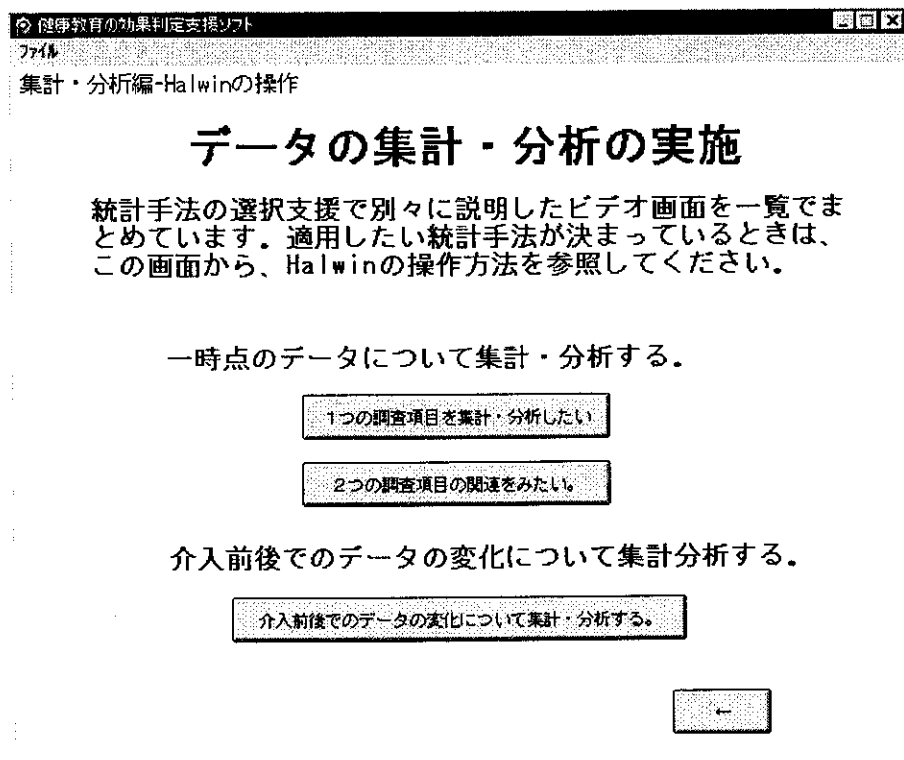 健康教育の効果判定支援ソフト
ファイル
集計・分析編-Halwinの操作
データの集計・分析の実施
統計手法の選択支援で別々に説明したビデオ画面を一覧でま
とめています. 適用したい統計手法が決まっているときは、
この画面から、Halwinの操作方法を参照してください.
一時点のデータについて集計・分析する.
1つの調査項目を集計・分析したい
2つの調査項目の関連をみたい。
介入前後でのデータの変化について集計分析する.
介入前後でのデータの変化について集計・分析する。
←